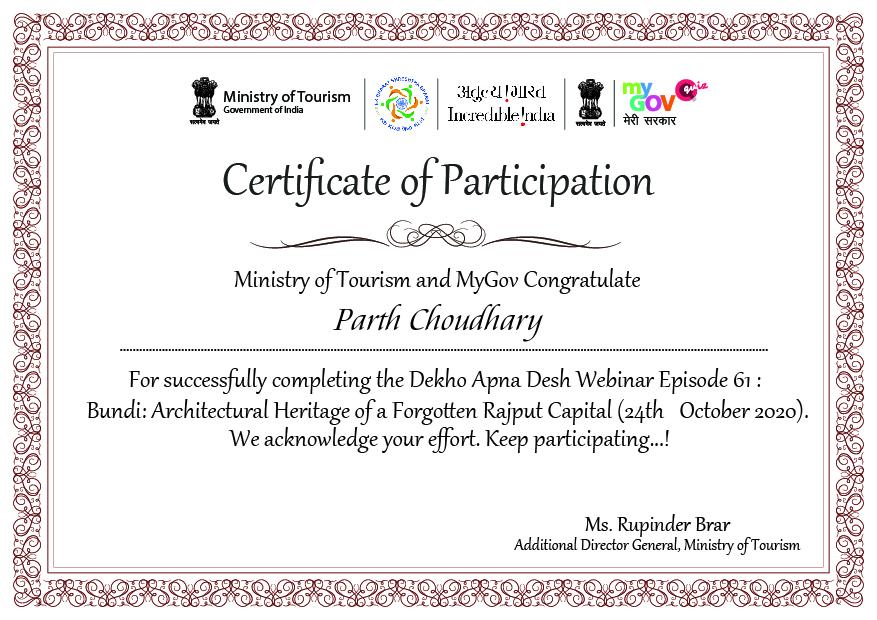 Ministry of Tourism
Government of India
सत्यमेव जयते
EK BHARAT SHRESHTHA BHARAT
एक भारत श्रेष्ठ भारत
अतुल्य !भारत
Incredible!ndia
सत्यमेव जयते
my
GOV
quiz
मेरी सरकार
Certificate of Participation
Ministry of Tourism and MyGov Congratulate
Parth Choudhary
For successfully completing the Dekho Apna Desh Webinar Episode 61 :
Bundi: Architectural Heritage of a Forgotten Rajput Capital (24th October 2020).
We acknowledge your effort. Keep participating...!
Ms. Rupinder Brar
Additional Director General, Ministry of Tourism